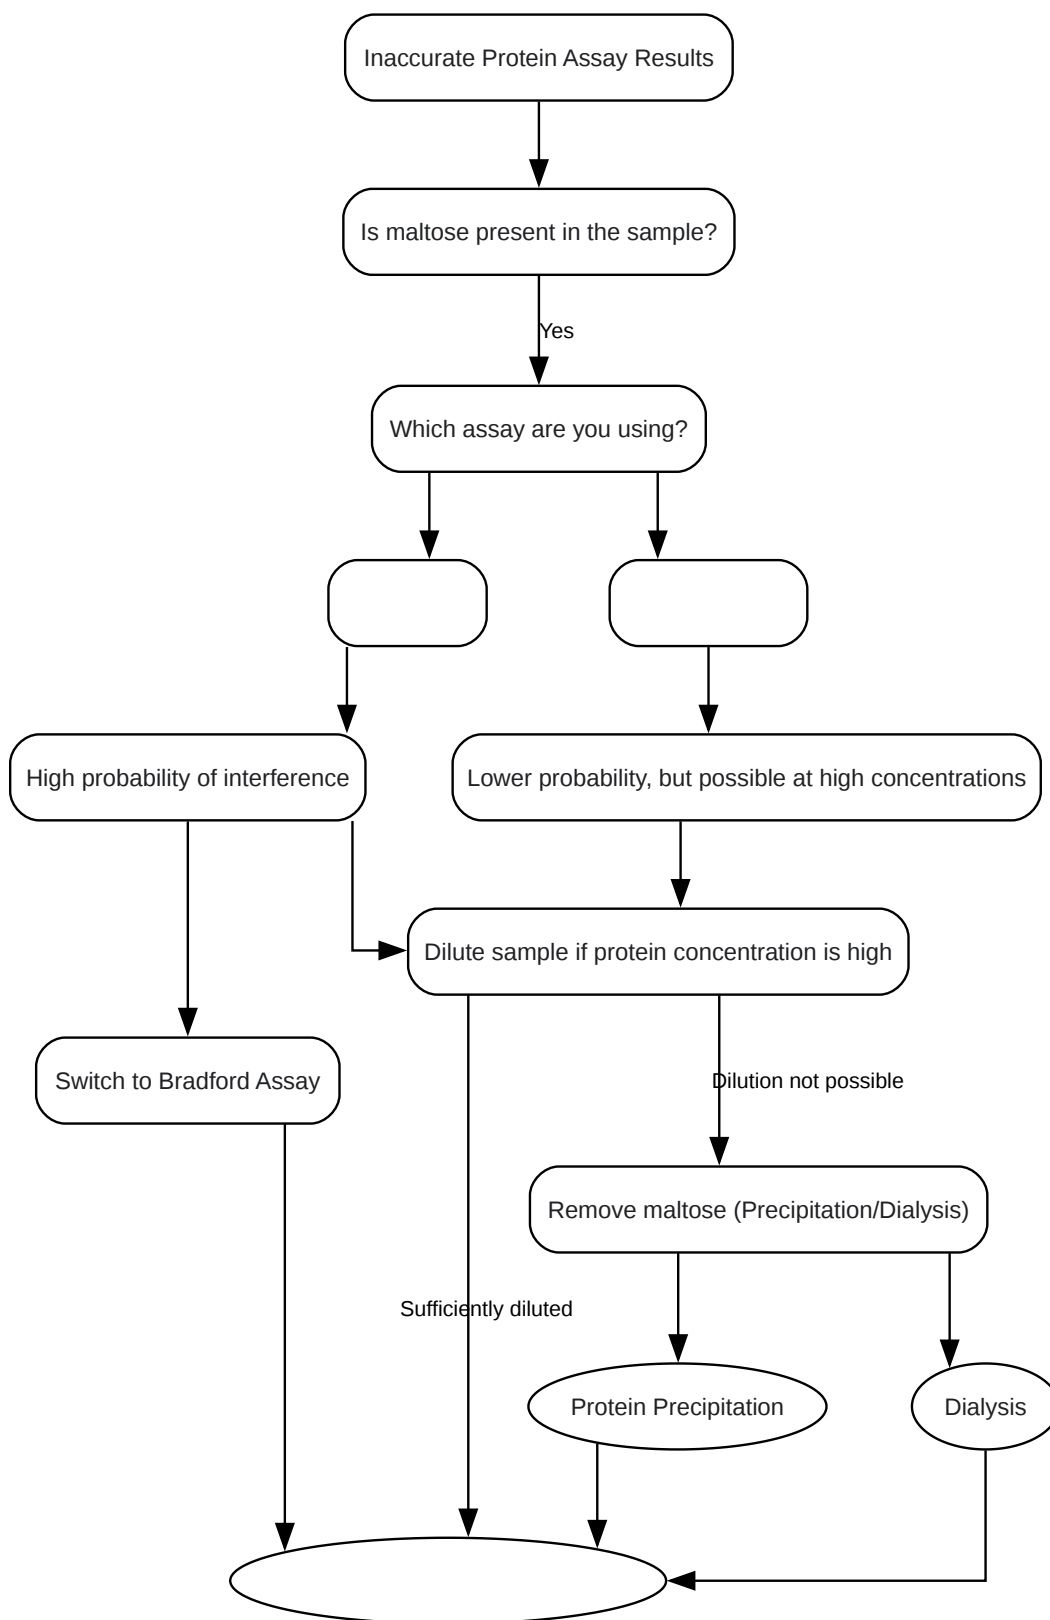 Inaccurate Protein Assay Results
Is maltose present in the sample?
Yes
Which assay are you using?
High probability of interference
Lower probability, but possible at high concentrations
Dilute sample if protein concentration is high
Switch to Bradford Assay
Dilution not possible
Remove maltose (Precipitation/Dialysis)
Sufficiently diluted
Protein Precipitation
Dialysis